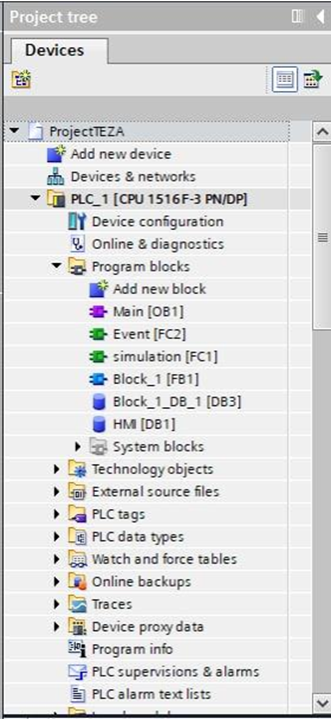 Project tree
Devices
ProjectTEZA
Add new device
Devices & networks
PLC_1 [CPU 1516F-3 PN/DP]
Device configuration
Online & diagnostics
Program blocks
Add new block
Main [OB1]
Event [FC2]
simulation [FC1]
Block_1 [FB1]
Block_1_DB_1 [DB3]
HMI [DB1]
System blocks
Technology objects
External source files
PLC tags
PLC data types
Watch and force tables
Online backups
Traces
Device proxy data
Program info
PLC supervisions & alarms
PLC alarm text lists